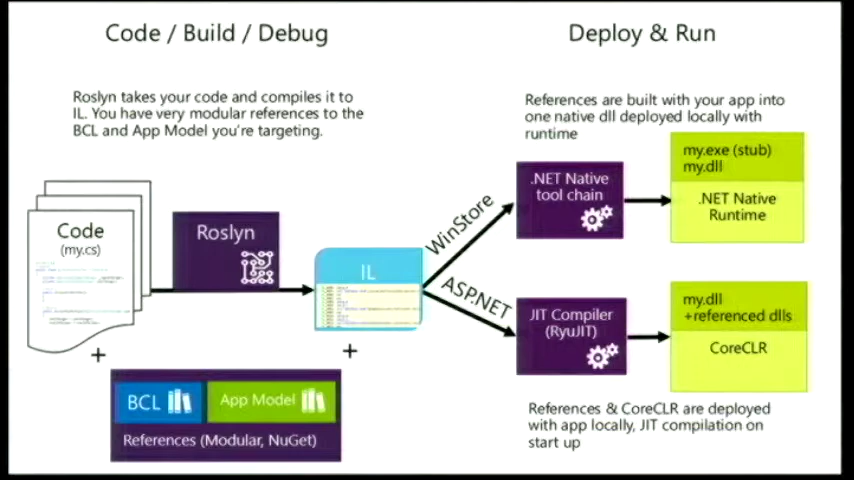 Code / Build / Debug
Deploy & Run
Roslyn takes your code and compiles it to
IL. You have very modular references to the
BCL and App Model you're targeting.
References are built with your app into
one native dll deployed locally with
runtime
Code
(my.cs)
Roslyn
IL
WinStore
ASP.NET
.NET Native
tool chain
my.exe (stub)
my.dll
.NET Native
Runtime
JIT Compiler
(RyuJIT)
my.dll
+referenced dlls
CoreCLR
+
+
BCL
App Model
References (Modular, NuGet)
References & CoreCLR are deployed
with app locally, JIT compilation on
start up